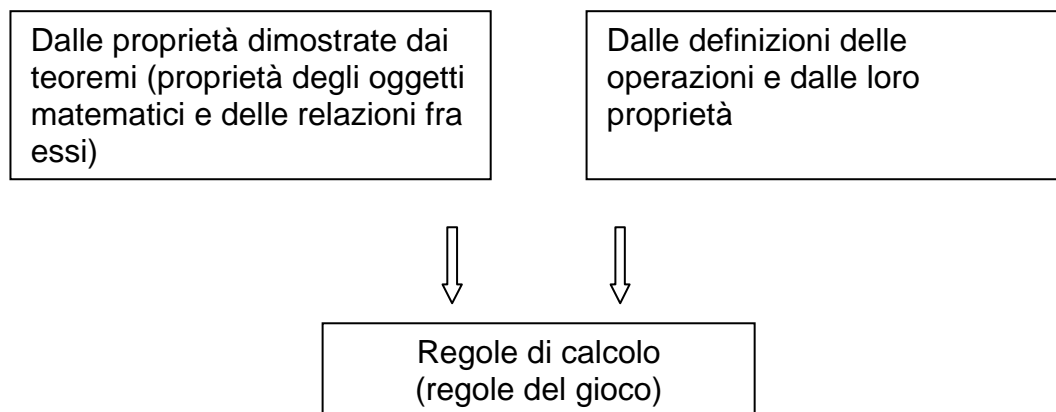 Dalle proprietà dimostrate dai
teoremi (proprietà degli oggetti
matematici e delle relazioni fra
essi)
Dalle definizioni delle
operazioni e dalle loro
proprietà
Regole di calcolo
(regole del gioco)